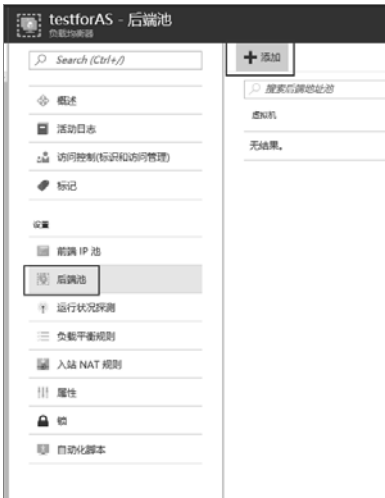 testforAS - 后端池
负载均衡器
Search (Ctrl+/)
概述
活动日志
访问控制(标识和访问管理)
标记
设置
前端 IP 池
后端池
运行状况探测
负载平衡规则
入站 NAT 规则
属性
锁
自动化脚本
添加
搜索后端地址池
虚拟机
无结果。